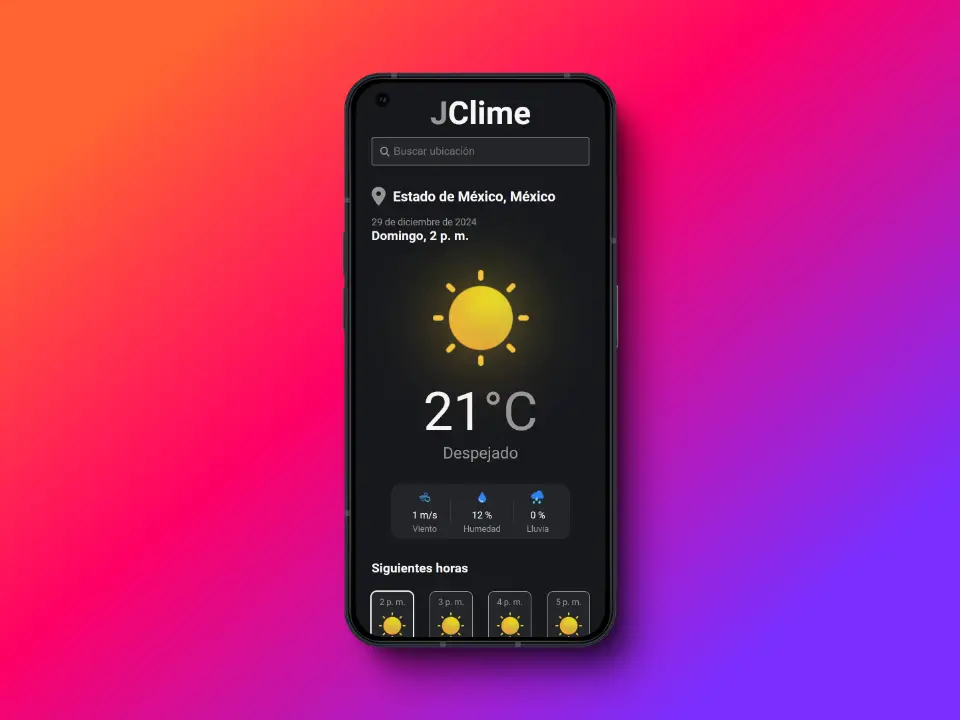 JClime
Buscar ubicación
Estado de México, México
29 de diciembre de 2024
Domingo, 2 p. m.
21°C
Despejado
1 m/s
Viento
12 %
Humedad
0 %
Lluvia
Siguientes horas
2 p. m.
3 p. m.
4 p. m.
5 p. m.